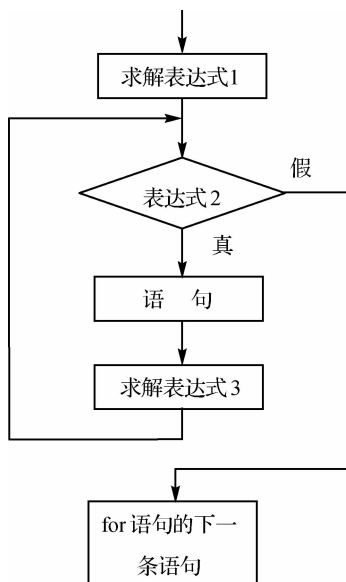 求解表达式1
表达式2
假
真
语 句
求解表达式3
for语句的下一
条语句